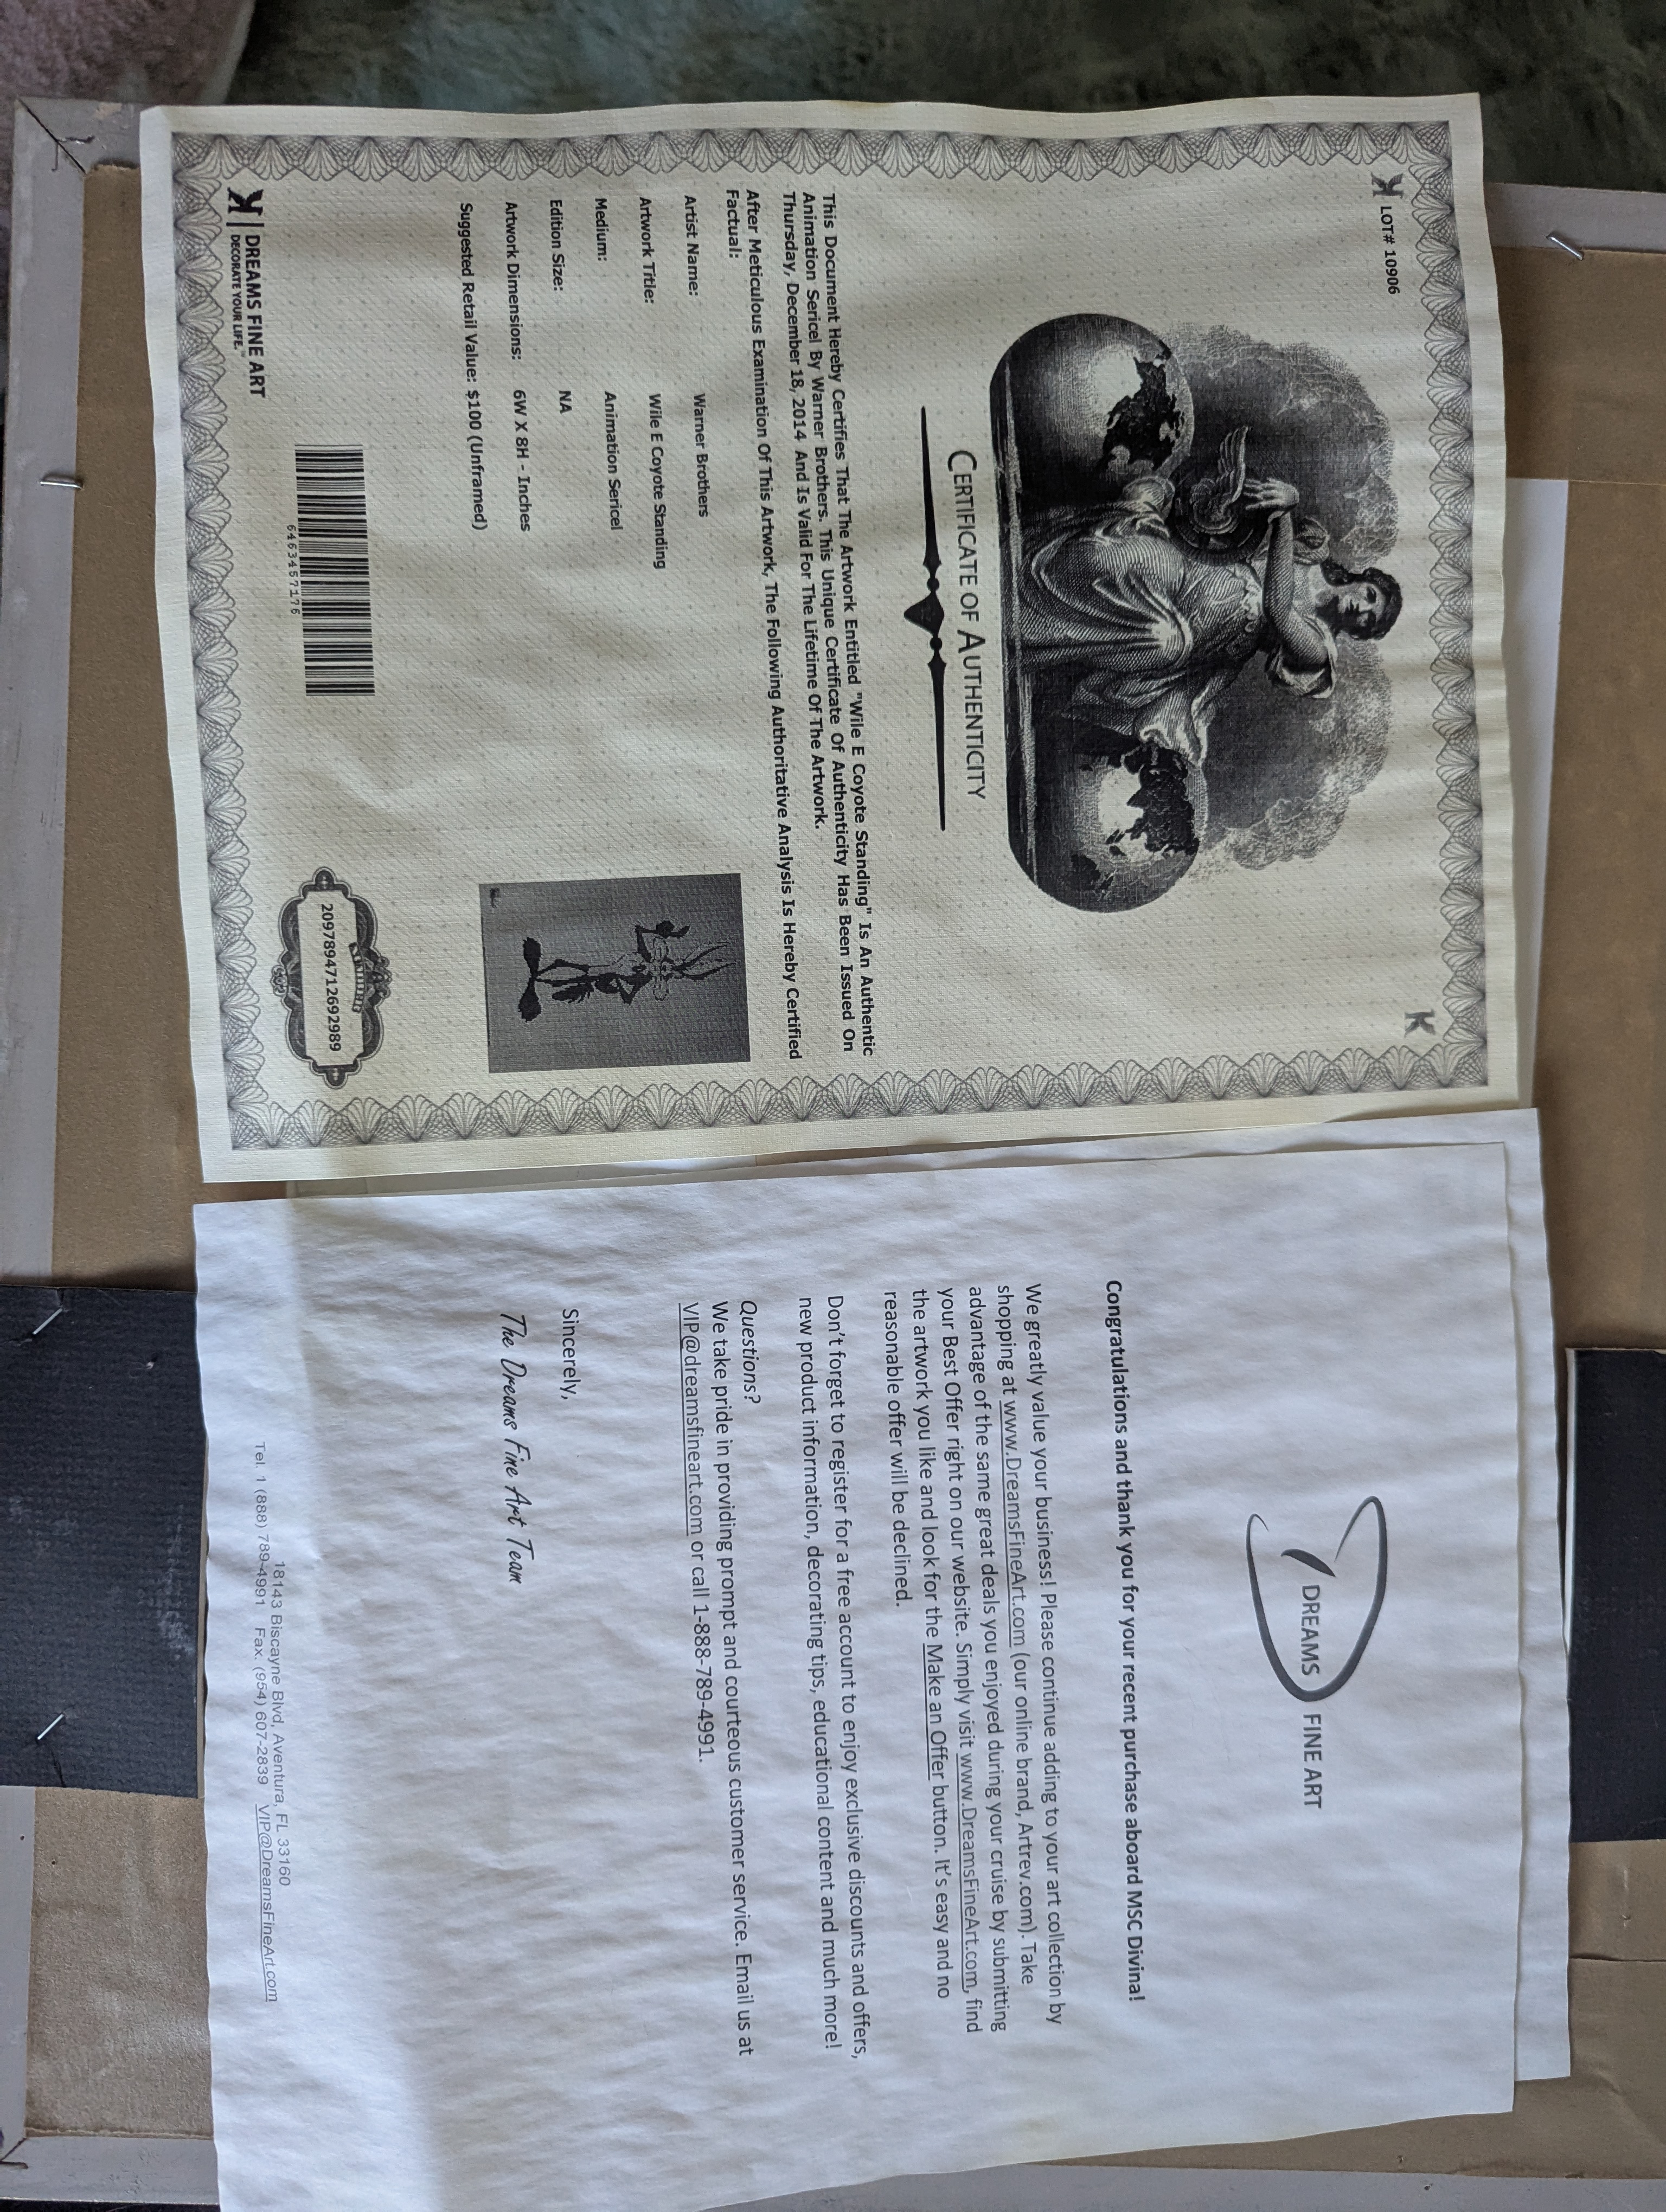 LOT# 10906
K
CERTIFICATE OF AUTHENTICITY
This Document Hereby Certifies That The Artwork Entitled "Wile E Coyote Standing" Is An Authentic
Animation Sericel By Warner Brothers. This Unique Certificate Of Authenticity Has Been Issued On
Thursday, December 18, 2014 And Is Valid For The Lifetime Of The Artwork.
After Meticulous Examination Of This Artwork, The Following Authoritative Analysis Is Hereby Certified
Factual:
Artist Name: Warner Brothers
Artwork Title: Wile E Coyote Standing
Medium: Animation Sericel
Edition Size: NA
Artwork Dimensions: 6W X 8H - Inches
Suggested Retail Value: $100 (Unframed)
6463457176
2097894712692989
DREAMS FINE ART
DECORATE YOUR LIFE.™
DREAMS FINE ART
Congratulations and thank you for your recent purchase aboard MSC Divina!
We greatly value your business! Please continue adding to your art collection by
shopping at www.DreamsFineArt.com (our online brand, Artrev.com). Take
advantage of the same great deals you enjoyed during your cruise by submitting
your Best Offer right on our website. Simply visit www.DreamsFineArt.com, find
the artwork you like and look for the Make an Offer button. It's easy and no
reasonable offer will be declined.
Don't forget to register for a free account to enjoy exclusive discounts and offers,
new product information, decorating tips, educational content and much more!
Questions?
We take pride in providing prompt and courteous customer service. Email us at
VIP@dreamsfineart.com or call 1-888-789-4991.
Sincerely,
The Dreams Fine Art Team
18143 Biscayne Blvd, Aventura, FL 33160
Tel. 1 (888) 789-4991 Fax. (954) 607-2839 VIP@DreamsFineArt.com